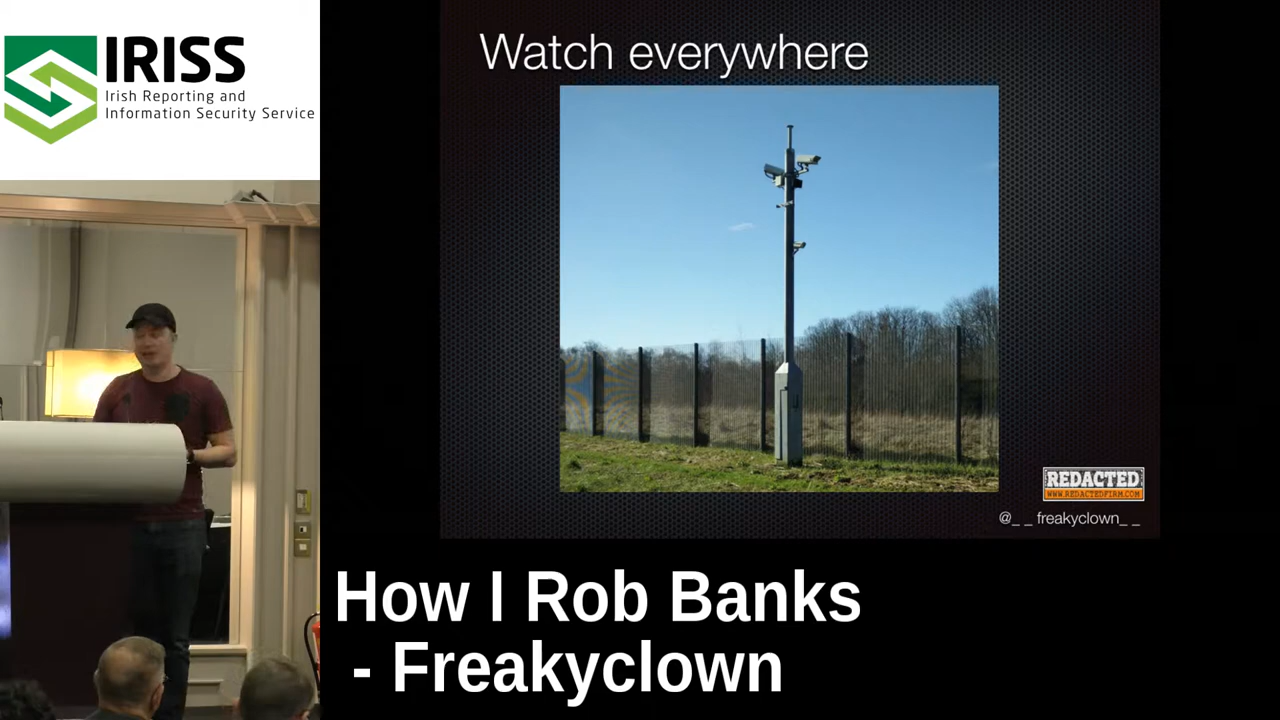 IRISS
Irish Reporting and
Information Security Service
Watch everywhere
REDACTED
WWW.REDACTEDFIRM.COM
@_ _ freakyclown_ _
How I Rob Banks
- Freakyclown